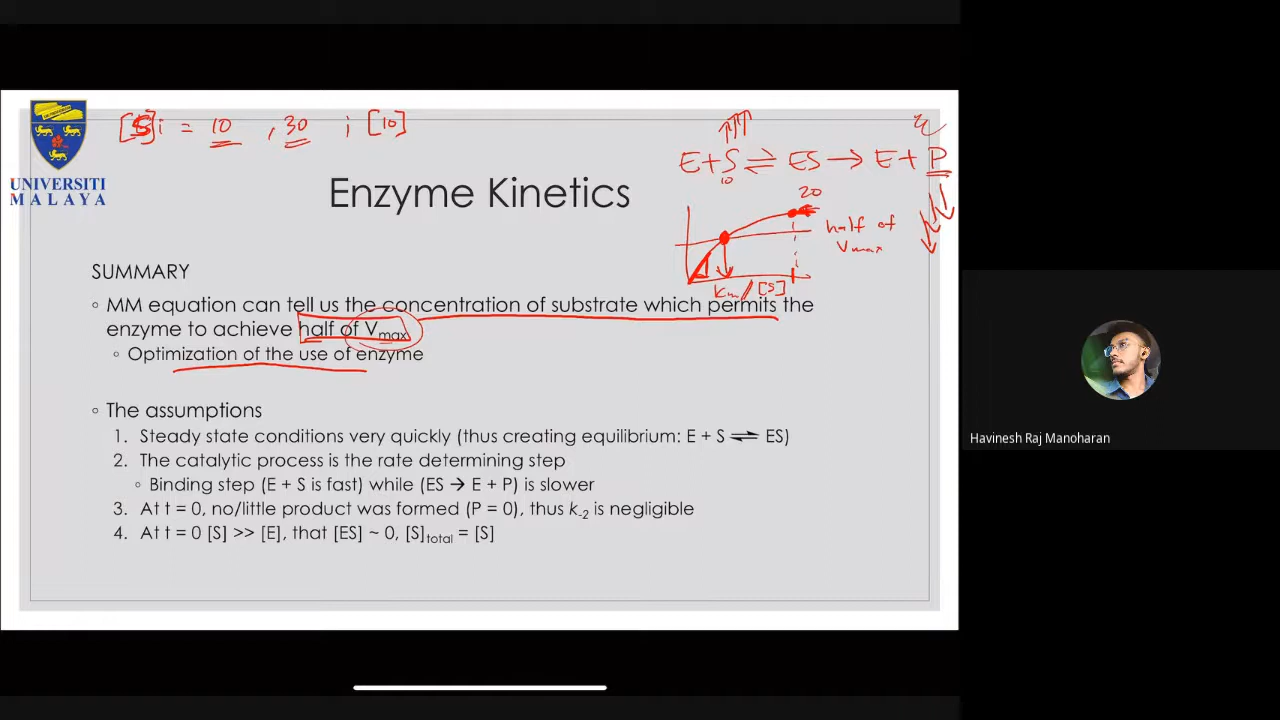 [S]i = 10 , 30 ; [10]
UNIVERSITI
MALAYA
E+S ⇌ ES → E+ P
10
Enzyme Kinetics
20
half of
Vmax
Km/[S]
SUMMARY
◦ MM equation can tell us the concentration of substrate which permits the
enzyme to achieve half of Vmax
◦ Optimization of the use of enzyme
◦ The assumptions
1. Steady state conditions very quickly (thus creating equilibrium: E + S ⇌ ES)
2. The catalytic process is the rate determining step
◦ Binding step (E + S is fast) while (ES → E + P) is slower
3. At t = 0, no/little product was formed (P = 0), thus k-2 is negligible
4. At t = 0 [S] >> [E], that [ES] ~ 0, [S]total = [S]
Havinesh Raj Manoharan